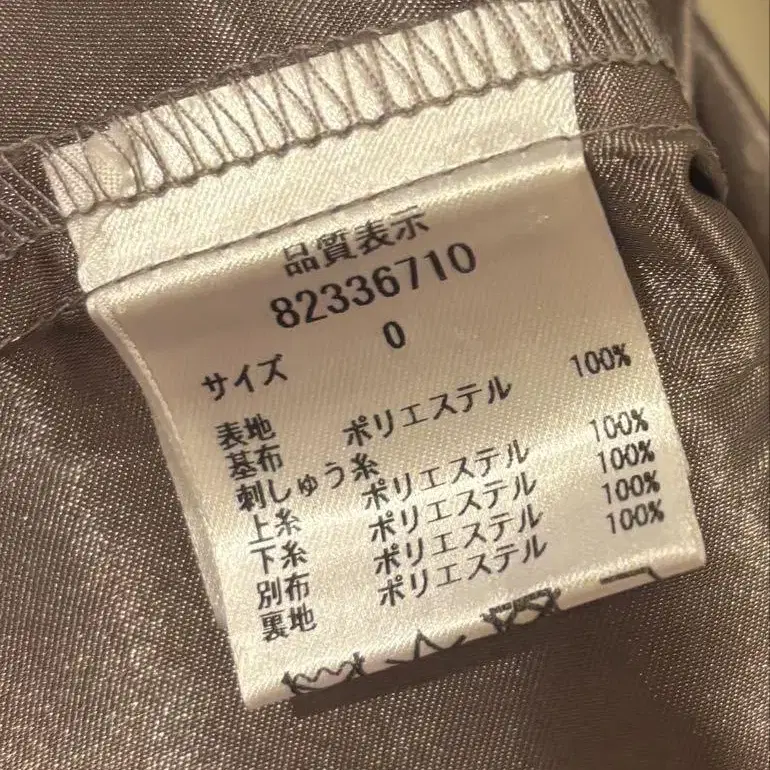 品質表示
82336710
サイズ 0
表地
基布 ポリエステル 100%
刺しゅう糸
上糸 ポリエステル 100%
下糸 ポリエステル 100%
別布 ポリエステル 100%
裏地 ポリエステル 100%